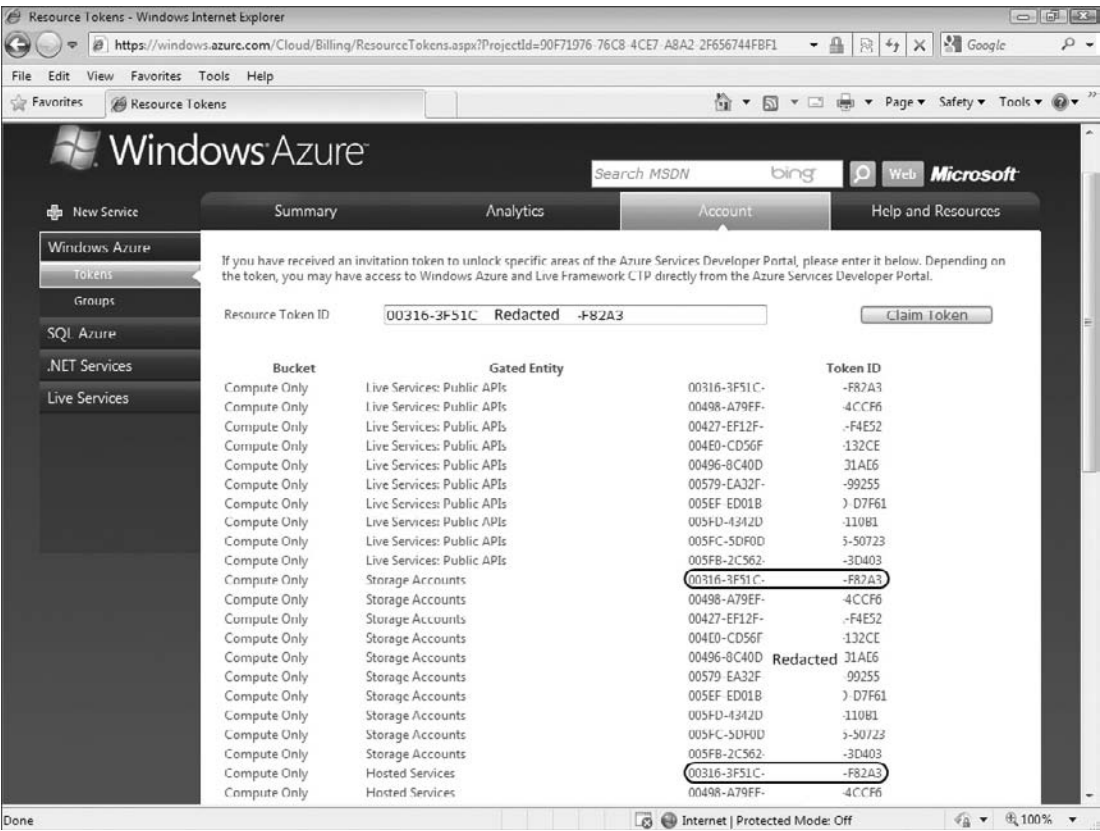 Resource Tokens - Windows Internet Explorer
https://windows.azure.com/Cloud/Billing/ResourceTokens.aspx?ProjectId=90F71976-76C8-4CE7-A8A2-2F656744FBF1 Google
File Edit View Favorites Tools Help
Favorites Resource Tokens Page Safety Tools
Windows Azure™
Search MSDN bing Web Microsoft
New Service Summary Analytics Account Help and Resources
Windows Azure
Tokens
Groups
SQL Azure
.NET Services
Live Services
If you have received an invitation token to unlock specific areas of the Azure Services Developer Portal, please enter it below. Depending on
the token, you may have access to Windows Azure and Live Framework CTP directly from the Azure Services Developer Portal.
Resource Token ID 00316-3F51C Redacted -F82A3 Claim Token
Bucket Gated Entity Token ID
Compute Only Live Services: Public APIs 00316-3F51C- -F82A3
Compute Only Live Services: Public APIs 00498-A79EF- -4CCF6
Compute Only Live Services: Public APIs 00427-EF12F- -F4E52
Compute Only Live Services: Public APIs 004E0-CD56F -132CE
Compute Only Live Services: Public APIs 00496-8C40D 31AE6
Compute Only Live Services: Public APIs 00579-EA32F- -99255
Compute Only Live Services: Public APIs 005EF-ED01B -D7F61
Compute Only Live Services: Public APIs 005FD-4342D -110B1
Compute Only Live Services: Public APIs 005FC-5DF0D -50723
Compute Only Live Services: Public APIs 005FB-2C562- -3D403
Compute Only Storage Accounts 00316-3F51C- -F82A3
Compute Only Storage Accounts 00498-A79EF- 4CCF6
Compute Only Storage Accounts 00427-EF12F- -F4E52
Compute Only Storage Accounts 004E0-CD56F -132CE
Compute Only Storage Accounts 00496-8C40D Redacted 31AE6
Compute Only Storage Accounts 00579-EA32F 99255
Compute Only Storage Accounts 005EF-ED01B -D7F61
Compute Only Storage Accounts 005FD-4342D -110B1
Compute Only Storage Accounts 005FC-5DF0D -50723
Compute Only Storage Accounts 005FB-2C562- -3D403
Compute Only Hosted Services 00316-3F51C- -F82A3
Compute Only Hosted Services 00498-A79EF- -4CCF6
Done Internet | Protected Mode: Off 100%